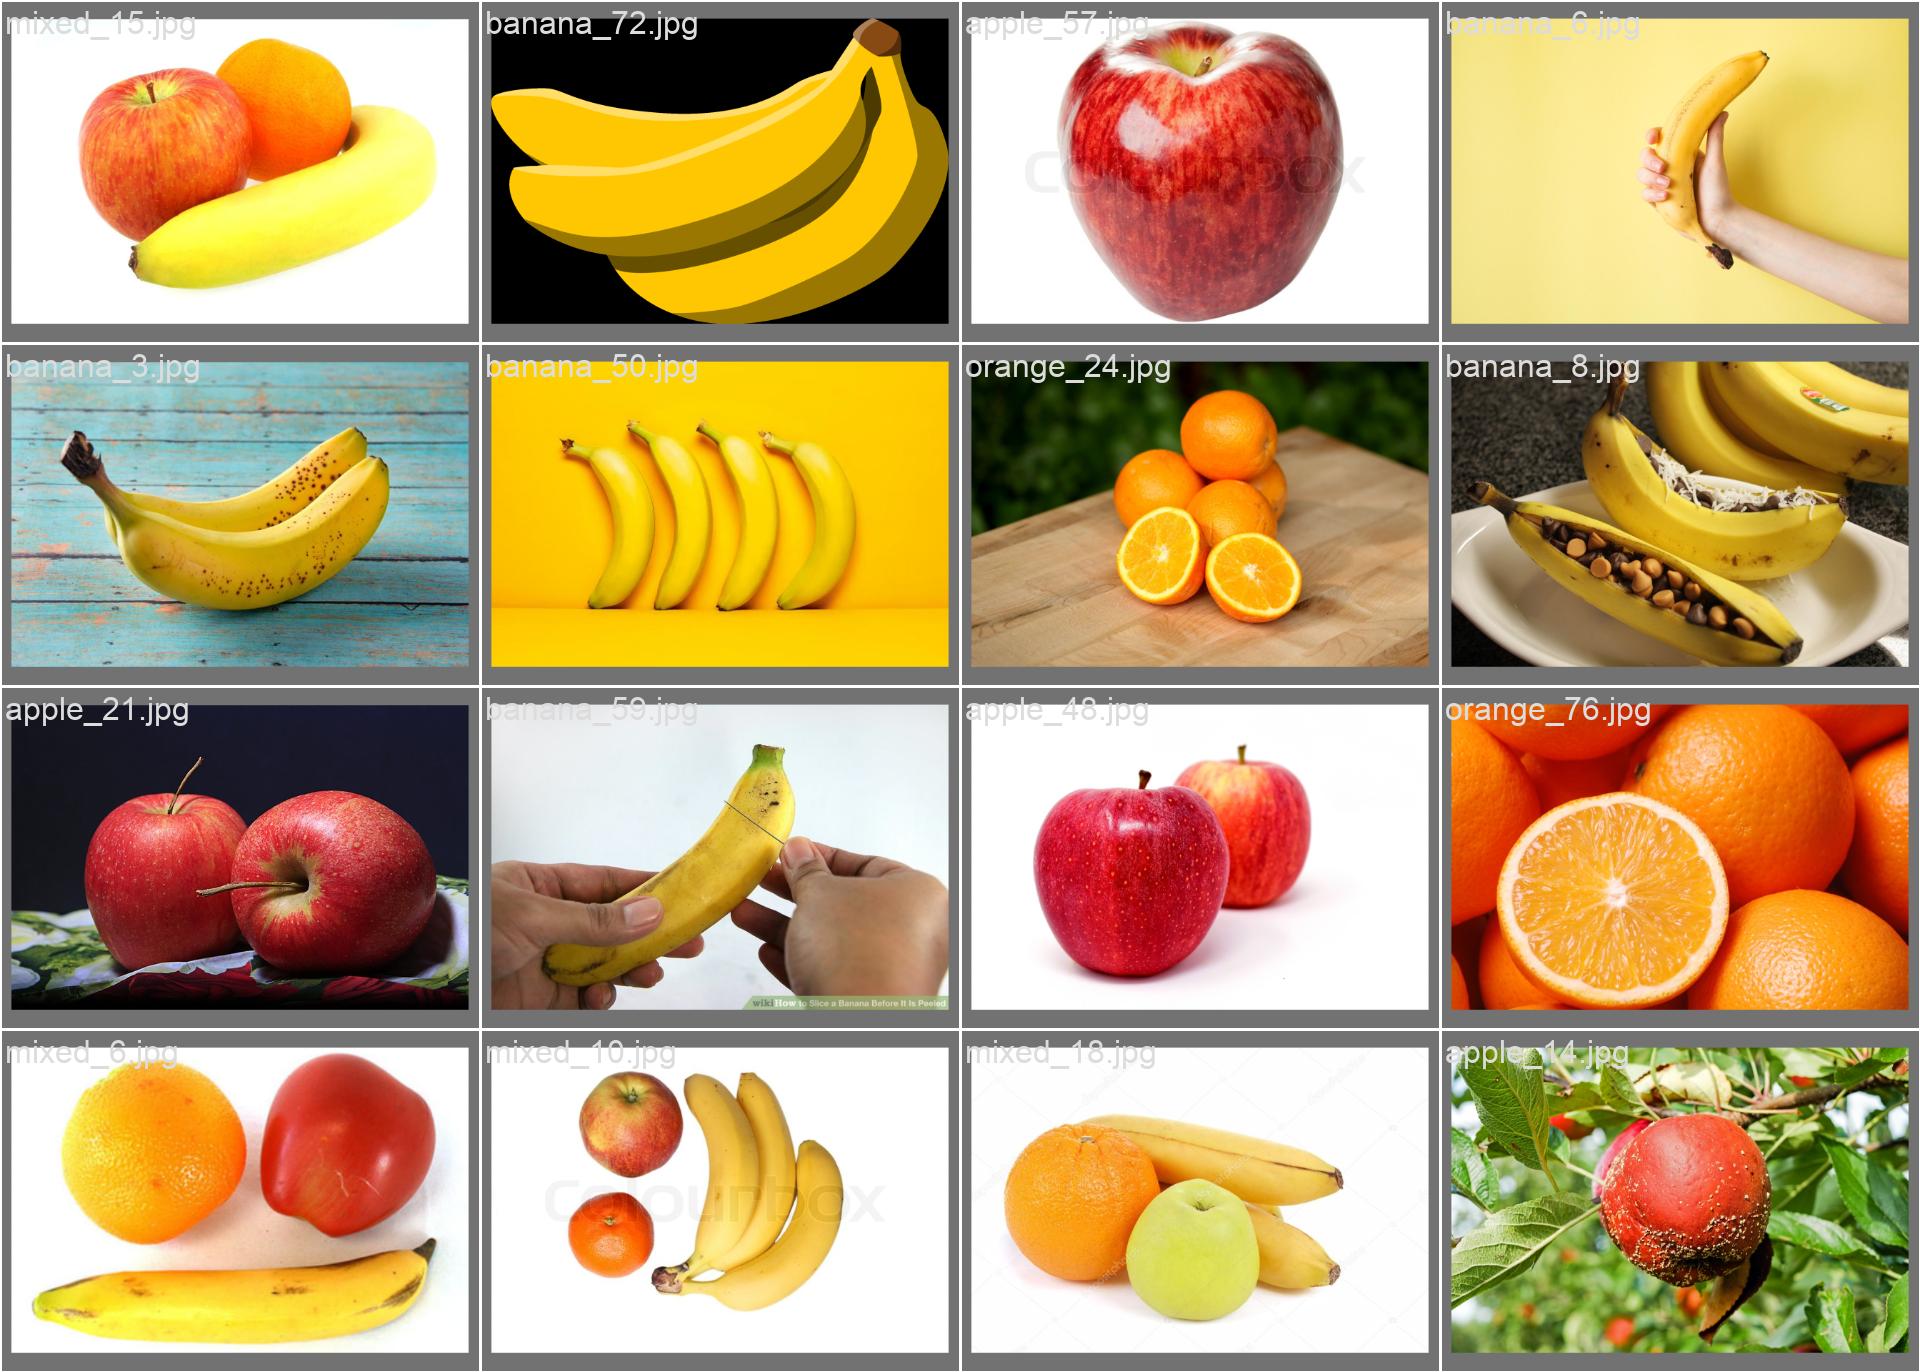 mixed_15.jpg
banana_72.jpg
apple_57.jpg
Colourbox
banana_6.jpg
banana_3.jpg
banana_50.jpg
orange_24.jpg
banana_8.jpg
apple_21.jpg
banana_59.jpg
wikiHow to Slice a Banana Before It Is Peeled
apple_48.jpg
orange_76.jpg
mixed_6.jpg
mixed_10.jpg
Colourbox
mixed_18.jpg
apple_14.jpg